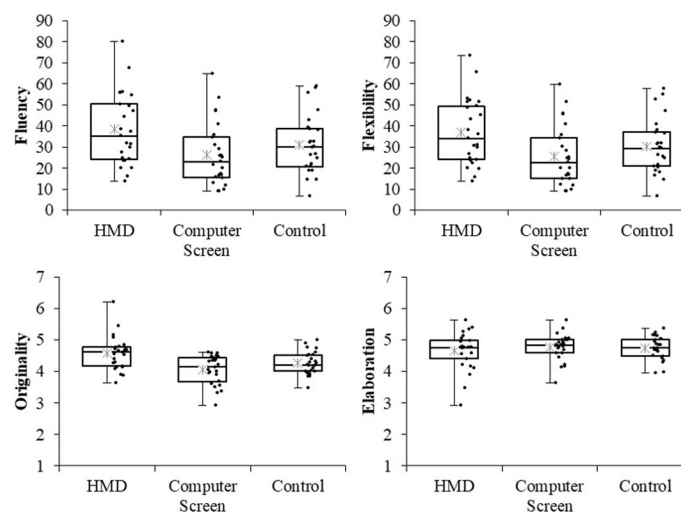 Fluency
90
80
70
60
50
40
30
20
10
0
HMD
Computer
Screen
Control
Flexibility
90
80
70
60
50
40
30
20
10
0
HMD
Computer
Screen
Control
Originality
7
6
5
4
3
2
1
HMD
Computer
Screen
Control
Elaboration
7
6
5
4
3
2
1
HMD
Computer
Screen
Control